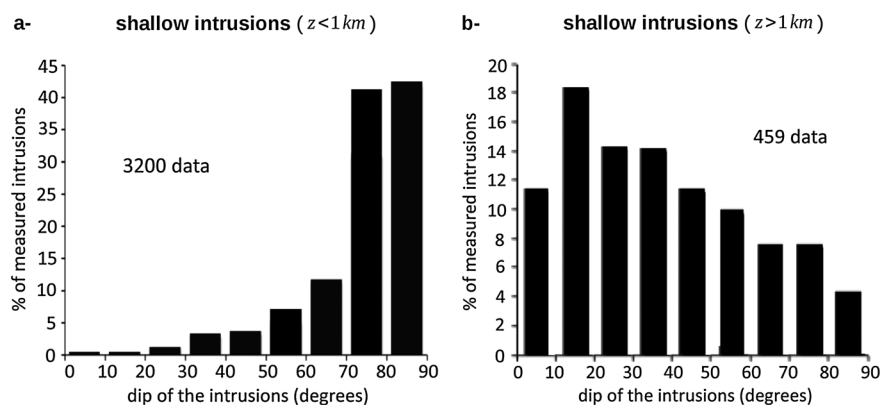 a- shallow intrusions ( z<1 km )
% of measured intrusions
45
40
35
30
25
20
15
10
5
0
3200 data
0 10 20 30 40 50 60 70 80 90
dip of the intrusions (degrees)
b- shallow intrusions ( z>1 km )
% of measured intrusions
20
18
16
14
12
10
8
6
4
2
0
459 data
0 10 20 30 40 50 60 70 80 90
dip of the intrusions (degrees)